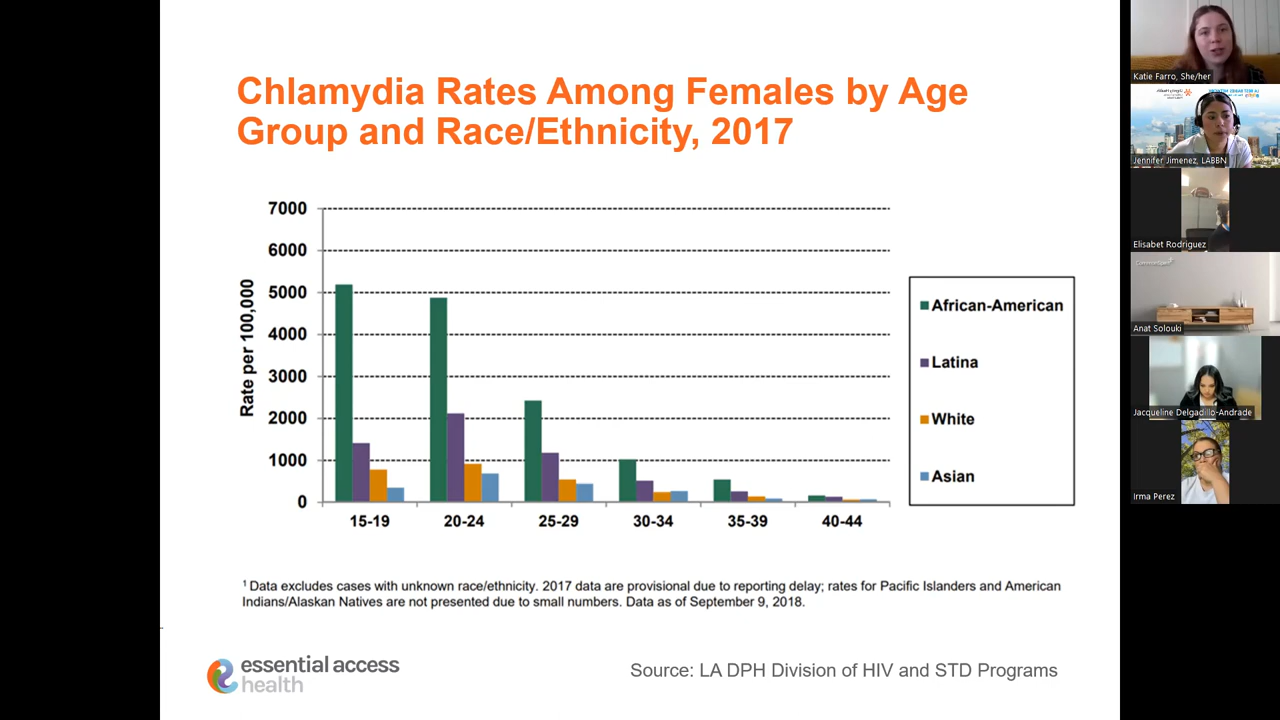 Chlamydia Rates Among Females by Age
Group and Race/Ethnicity, 2017
Rate per 100,000
7000
6000
5000
4000
3000
2000
1000
0
15-19
20-24
25-29
30-34
35-39
40-44
African-American
Latina
White
Asian
1 Data excludes cases with unknown race/ethnicity. 2017 data are provisional due to reporting delay; rates for Pacific Islanders and American
Indians/Alaskan Natives are not presented due to small numbers. Data as of September 9, 2018.
essential access
health
Source: LA DPH Division of HIV and STD Programs
Katie Farro, She/her
Jennifer Jimenez, LABBN
Elisabet Rodriguez
Anat Solouki
Jacqueline Delgadillo-Andrade
Irma Perez